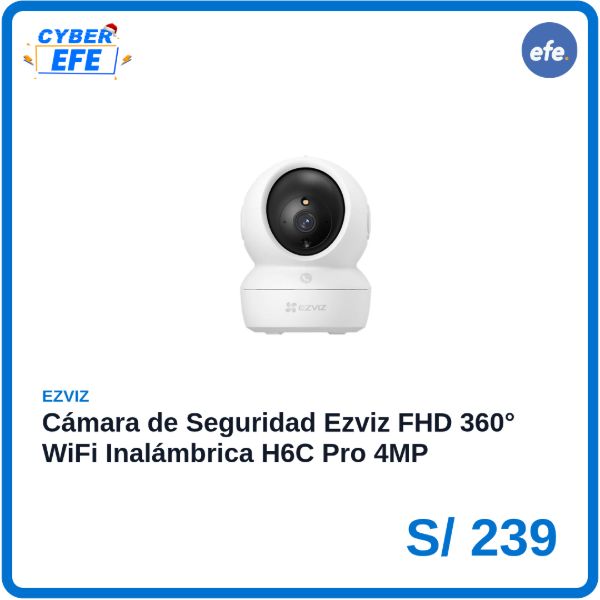 CYBER
EFE
efe.
EZVIZ
EZVIZ
Cámara de Seguridad Ezviz FHD 360°
WiFi Inalámbrica H6C Pro 4MP
S/ 239